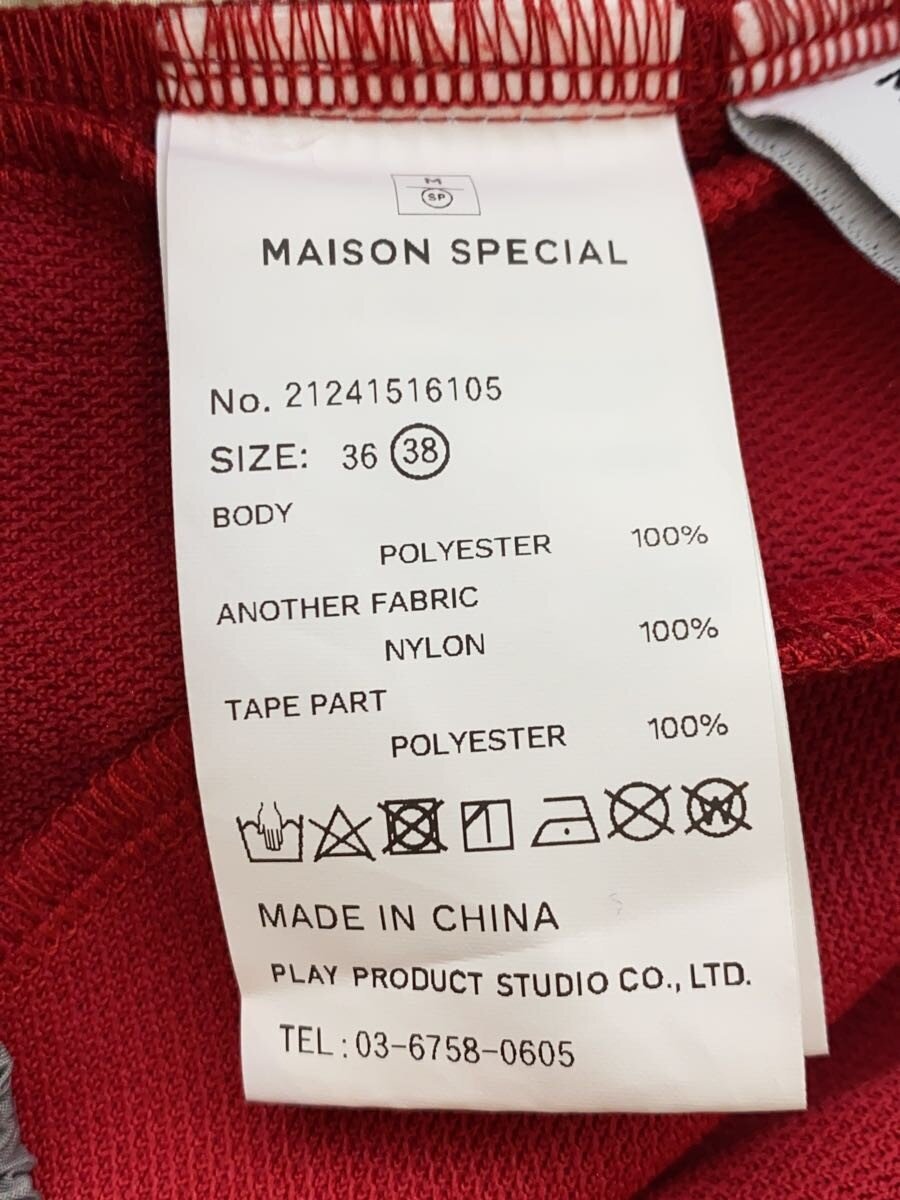 M
SP
MAISON SPECIAL
No. 21241516105
SIZE: 36 38
BODY
POLYESTER 100%
ANOTHER FABRIC
NYLON 100%
TAPE PART
POLYESTER 100%
W
MADE IN CHINA
PLAY PRODUCT STUDIO CO., LTD.
TEL : 03-6758-0605